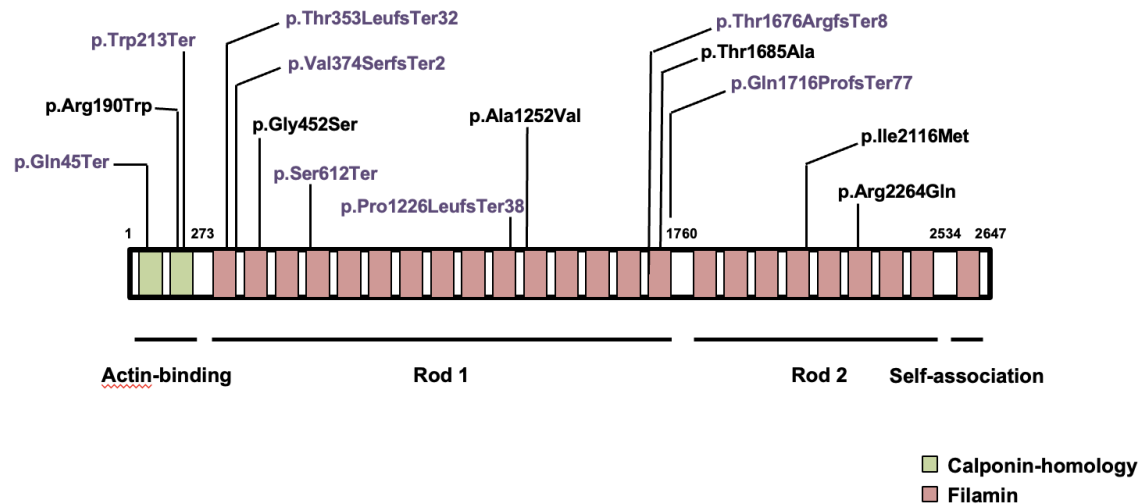 p.Thr353LeufsTer32
p.Thr1676ArgfsTer8
p.Trp213Ter
p.Thr1685Ala
p.Val374SerfsTer2
p.Gln1716ProfsTer77
p.Arg190Trp
p.Gly452Ser
p.Ala1252Val
p.Ile2116Met
p.Gln45Ter
p.Ser612Ter
p.Arg2264Gln
p.Pro1226LeufsTer38
1 273 1760 2534 2647
Actin-binding Rod 1 Rod 2 Self-association
Calponin-homology
Filamin